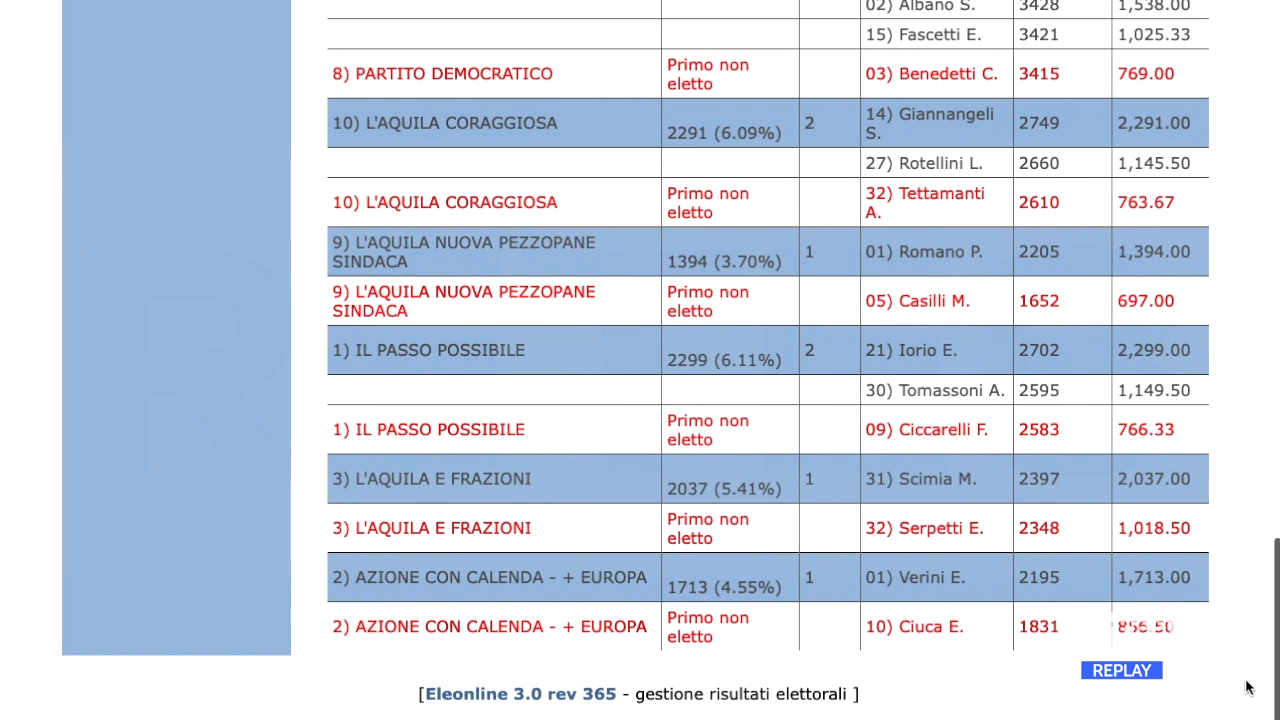 02) Albano S. 3428 1,538.00
15) Fascetti E. 3421 1,025.33
8) PARTITO DEMOCRATICO Primo non eletto 03) Benedetti C. 3415 769.00
10) L'AQUILA CORAGGIOSA 2291 (6.09%) 2 14) Giannangeli S. 2749 2,291.00
27) Rotellini L. 2660 1,145.50
10) L'AQUILA CORAGGIOSA Primo non eletto 32) Tettamanti A. 2610 763.67
9) L'AQUILA NUOVA PEZZOPANE SINDACA 1394 (3.70%) 1 01) Romano P. 2205 1,394.00
9) L'AQUILA NUOVA PEZZOPANE SINDACA Primo non eletto 05) Casilli M. 1652 697.00
1) IL PASSO POSSIBILE 2299 (6.11%) 2 21) Iorio E. 2702 2,299.00
30) Tomassoni A. 2595 1,149.50
1) IL PASSO POSSIBILE Primo non eletto 09) Ciccarelli F. 2583 766.33
3) L'AQUILA E FRAZIONI 2037 (5.41%) 1 31) Scimia M. 2397 2,037.00
3) L'AQUILA E FRAZIONI Primo non eletto 32) Serpetti E. 2348 1,018.50
2) AZIONE CON CALENDA - + EUROPA 1713 (4.55%) 1 01) Verini E. 2195 1,713.00
2) AZIONE CON CALENDA - + EUROPA Primo non eletto 10) Ciuca E. 1831 856.50
REPLAY
[Eleonline 3.0 rev 365 - gestione risultati elettorali ]